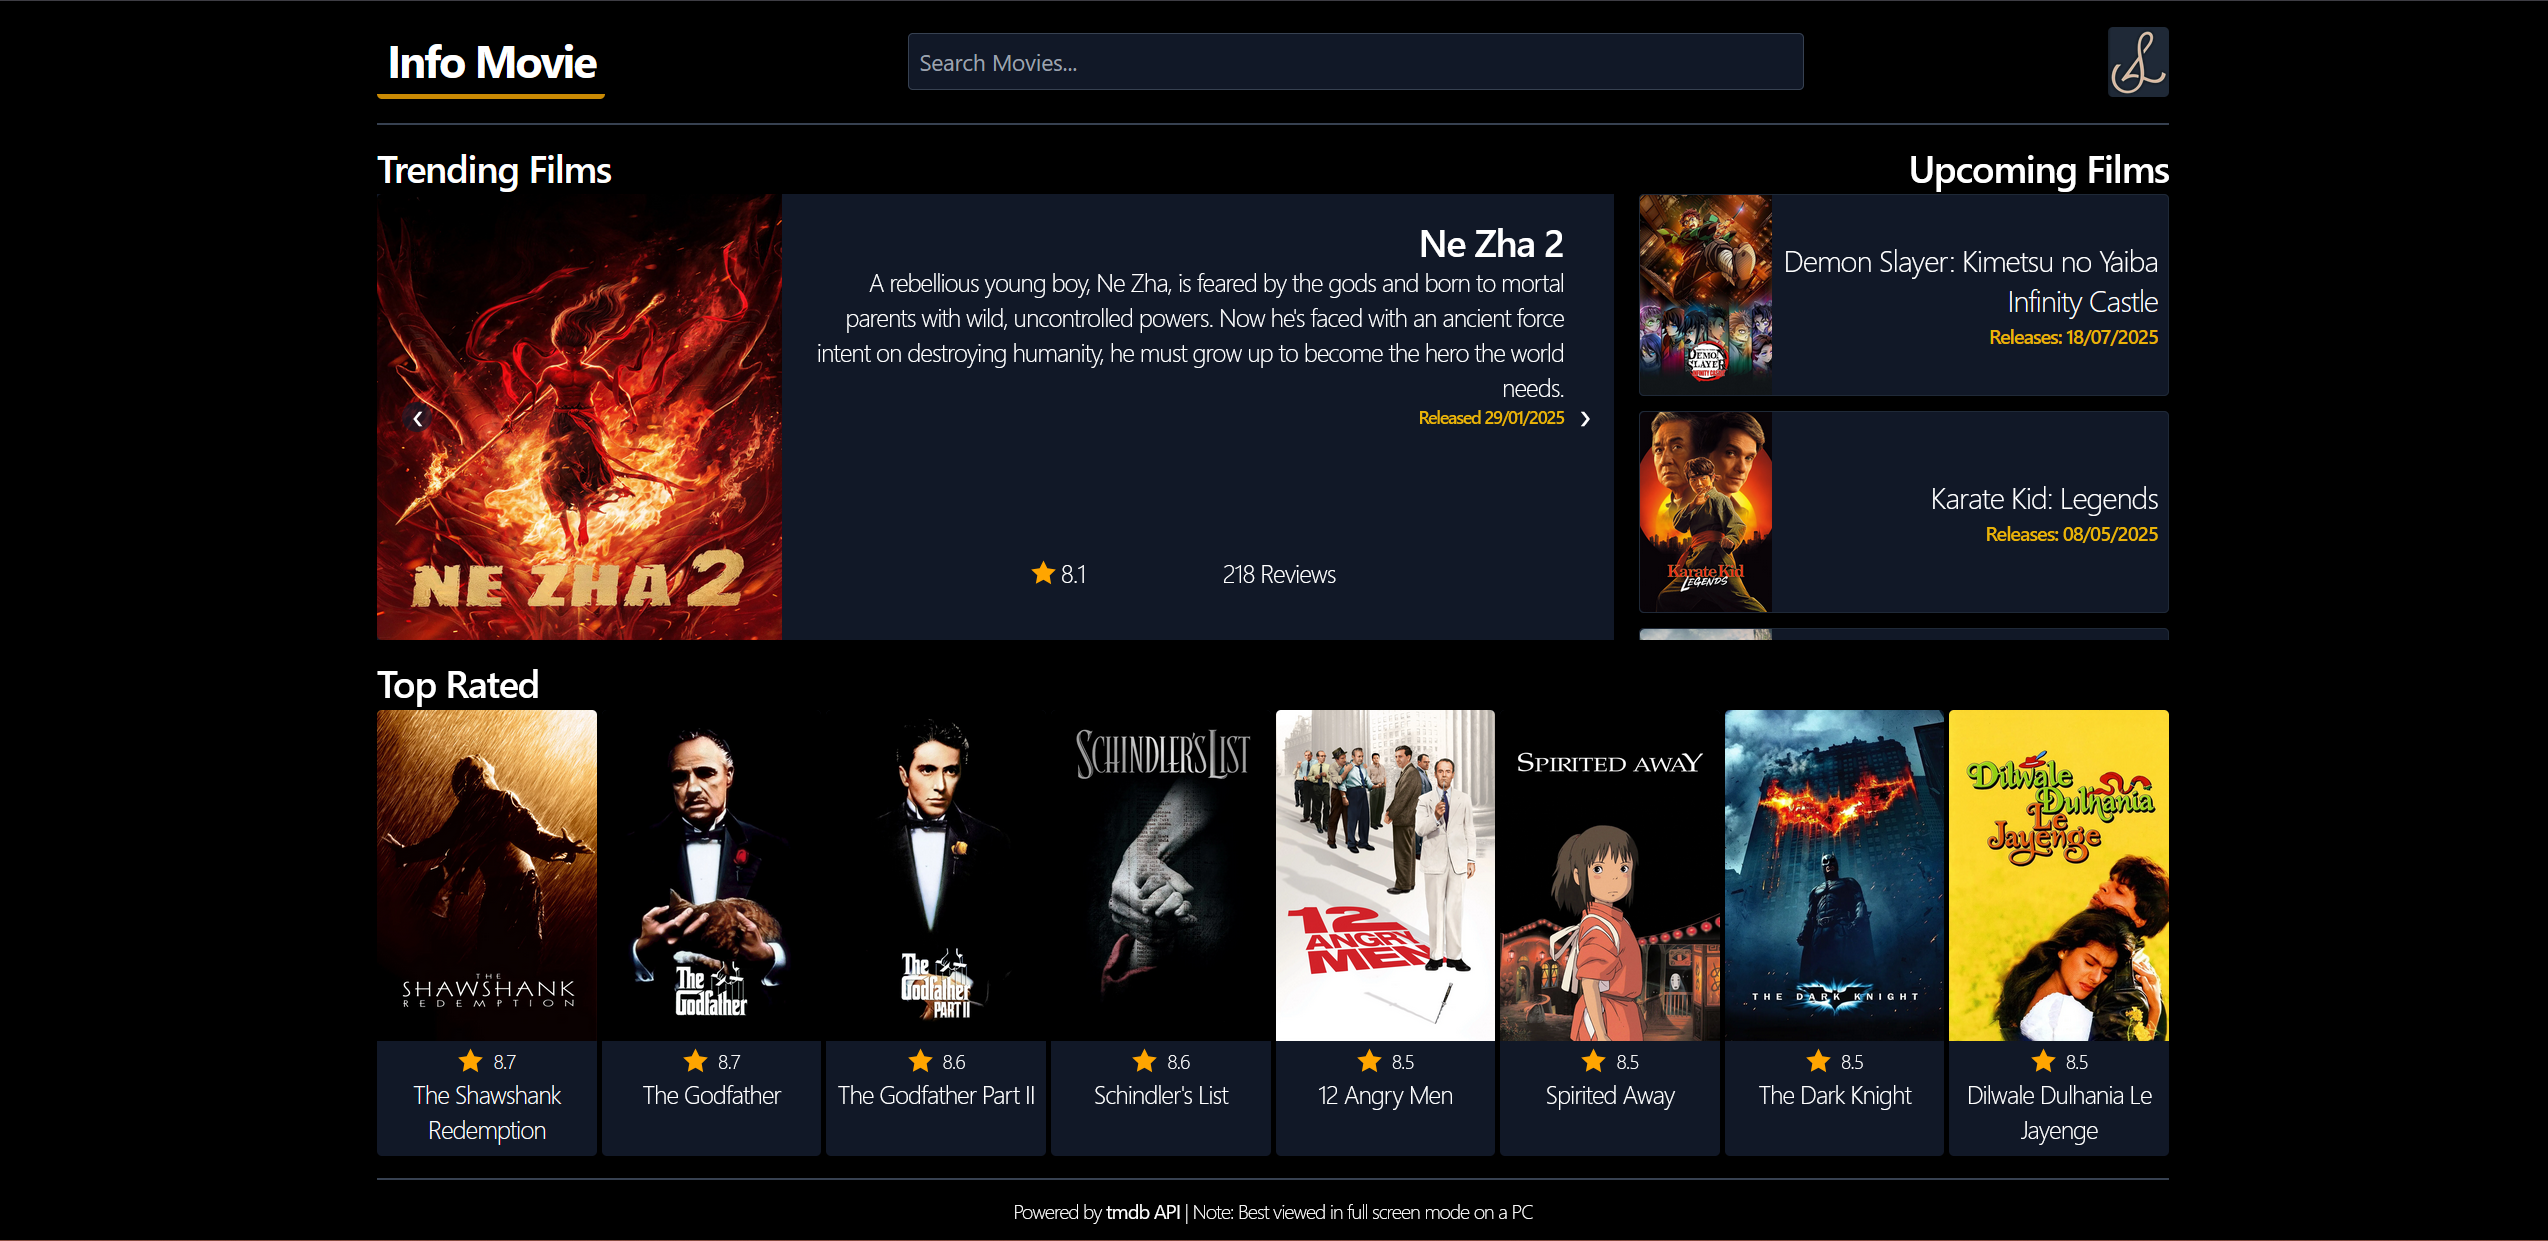 Info Movie
Search Movies...
Trending Films
Upcoming Films
NE ZHA 2
Ne Zha 2
A rebellious young boy, Ne Zha, is feared by the gods and born to mortal
parents with wild, uncontrolled powers. Now he's faced with an ancient force
intent on destroying humanity, he must grow up to become the hero the world
needs.
Released 29/01/2025
8.1
218 Reviews
DEMON
SLAYER
INFINITY CASTLE
Demon Slayer: Kimetsu no Yaiba
Infinity Castle
Releases: 18/07/2025
Karate Kid
LEGENDS
Karate Kid: Legends
Releases: 08/05/2025
Top Rated
THE
SHAWSHANK
REDEMPTION
8.7
The Shawshank
Redemption
The
Godfather
8.7
The Godfather
The
Godfather
PART II
8.6
The Godfather Part II
SCHINDLER'S LIST
8.6
Schindler's List
12
ANGRY
MEN
8.5
12 Angry Men
SPIRITED AWAY
8.5
Spirited Away
THE DARK KNIGHT
8.5
The Dark Knight
Dilwale
Dulhania
Le
Jayenge
8.5
Dilwale Dulhania Le
Jayenge
Powered by tmdb API | Note: Best viewed in full screen mode on a PC